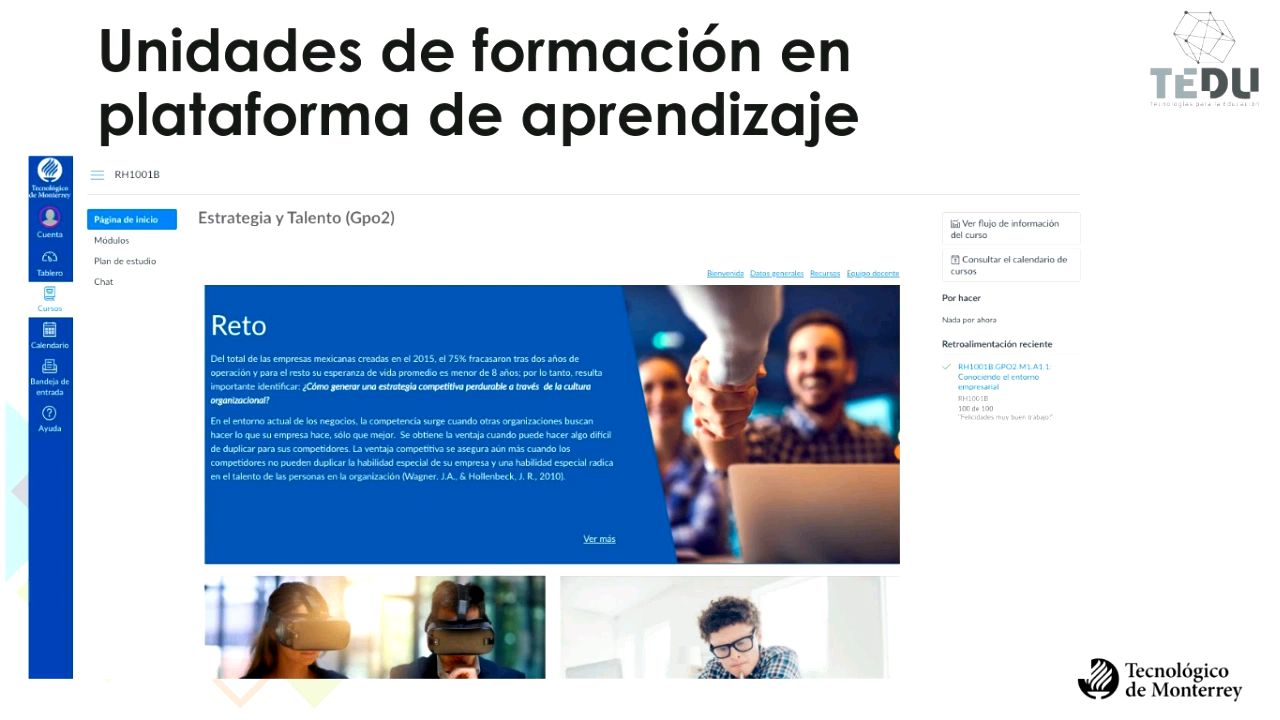 Unidades de formación en
plataforma de aprendizaje
TEDU
Tecnologías para la Educación
Tecnológico
de Monterrey
Cuenta
Tablero
Cursos
Calendario
Bandeja de
entrada
Ayuda
RH1001B
Página de inicio
Módulos
Plan de estudio
Chat
Estrategia y Talento (Gpo2)
Bienvenida Datos generales Recursos Equipo docente
Reto
Del total de las empresas mexicanas creadas en el 2015, el 75% fracasaron tras dos años de
operación y para el resto su esperanza de vida promedio es menor de 8 años; por lo tanto, resulta
importante identificar: ¿Cómo generar una estrategia competitiva perdurable a través de la cultura
organizacional?
En el entorno actual de los negocios, la competencia surge cuando otras organizaciones buscan
hacer lo que su empresa hace, sólo que mejor. Se obtiene la ventaja cuando puede hacer algo difícil
de duplicar para sus competidores. La ventaja competitiva se asegura aún más cuando los
competidores no pueden duplicar la habilidad especial de su empresa y una habilidad especial radica
en el talento de las personas en la organización (Wagner. J.A., & Hollenbeck, J. R., 2010).
Ver más
Ver flujo de información
del curso
Consultar el calendario de
cursos
Por hacer
Nada por ahora
Retroalimentación reciente
RH1001B.GPO2.M1.A1.1:
Conociendo el entorno
empresarial
RH1001B
100 de 100
"Felicidades muy buen trabajo!"
Tecnológico
de Monterrey